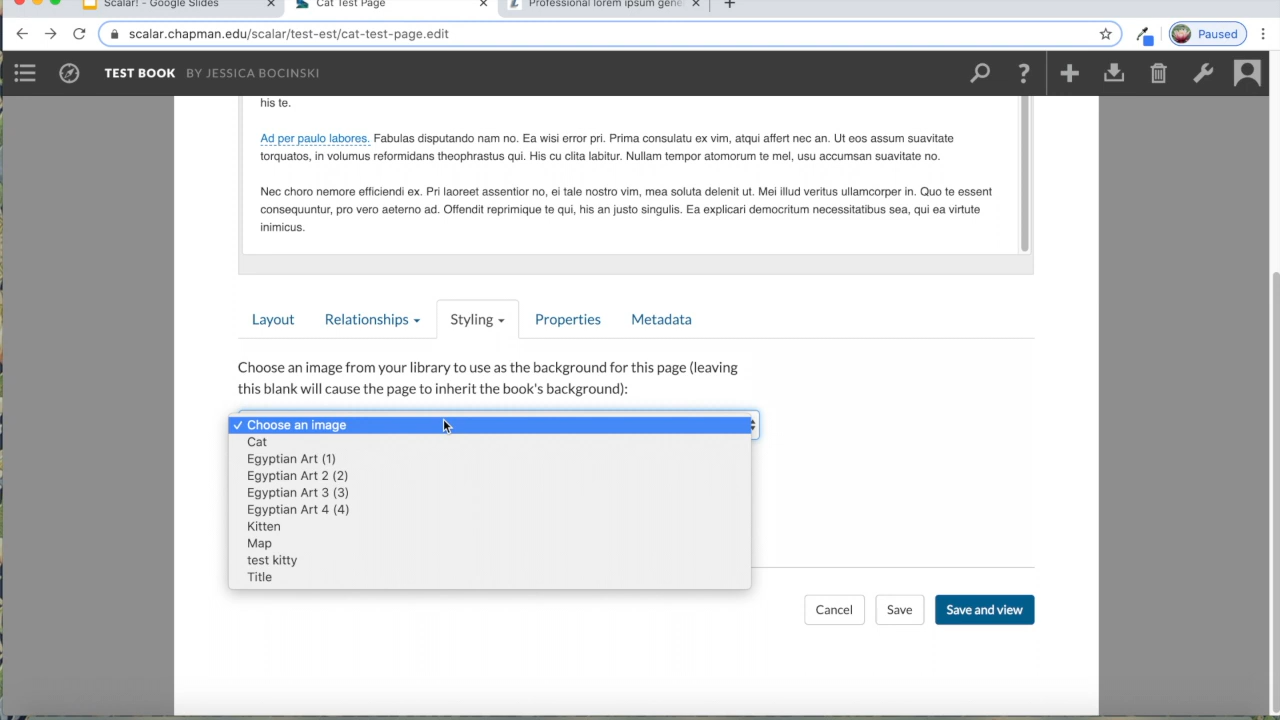 Scalar! - Google Slides
Cat Test Page
Professional lorem ipsum gene
scalar.chapman.edu/scalar/test-est/cat-test-page.edit
Paused
TEST BOOK BY JESSICA BOCINSKI
his te.
Ad per paulo labores. Fabulas disputando nam no. Ea wisi error pri. Prima consulatu ex vim, atqui affert nec an. Ut eos assum suavitate
torquatos, in volumus reformidans theophrastus qui. His cu clita labitur. Nullam tempor atomorum te mel, usu accumsan suavitate no.
Nec choro nemore efficiendi ex. Pri laoreet assentior no, ei tale nostro vim, mea soluta delenit ut. Mei illud veritus ullamcorper in. Quo te essent
consequuntur, pro vero aeterno ad. Offendit reprimique te qui, his an justo singulis. Ea explicari democritum necessitatibus sea, qui ea virtute
inimicus.
Layout Relationships Styling Properties Metadata
Choose an image from your library to use as the background for this page (leaving
this blank will cause the page to inherit the book's background):
✓ Choose an image
Cat
Egyptian Art (1)
Egyptian Art 2 (2)
Egyptian Art 3 (3)
Egyptian Art 4 (4)
Kitten
Map
test kitty
Title
Cancel Save Save and view